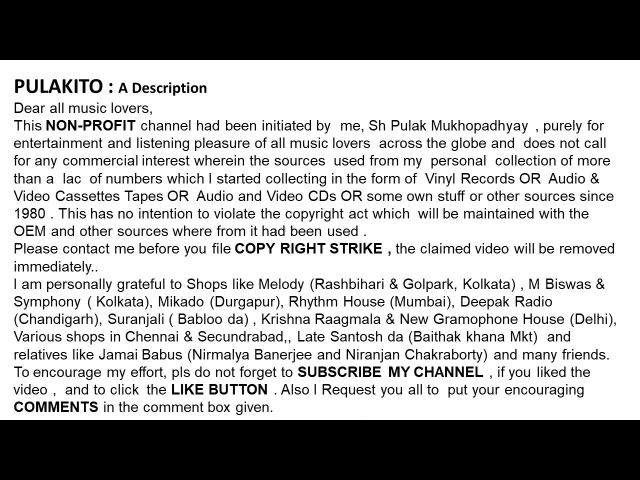 PULAKITO : A Description
Dear all music lovers,
This NON-PROFIT channel had been initiated by me, Sh Pulak Mukhopadhyay , purely for
entertainment and listening pleasure of all music lovers across the globe and does not call
for any commercial interest wherein the sources used from my personal collection of more
than a lac of numbers which I started collecting in the form of Vinyl Records OR Audio &
Video Cassettes Tapes OR Audio and Video CDs OR some own stuff or other sources since
1980 . This has no intention to violate the copyright act which will be maintained with the
OEM and other sources where from it had been used .
Please contact me before you file COPY RIGHT STRIKE , the claimed video will be removed
immediately..
I am personally grateful to Shops like Melody (Rashbihari & Golpark, Kolkata) , M Biswas &
Symphony ( Kolkata), Mikado (Durgapur), Rhythm House (Mumbai), Deepak Radio
(Chandigarh), Suranjali ( Babloo da) , Krishna Raagmala & New Gramophone House (Delhi),
Various shops in Chennai & Secundrabad,, Late Santosh da (Baithak khana Mkt) and
relatives like Jamai Babus (Nirmalya Banerjee and Niranjan Chakraborty) and many friends.
To encourage my effort, pls do not forget to SUBSCRIBE MY CHANNEL , if you liked the
video , and to click the LIKE BUTTON . Also I Request you all to put your encouraging
COMMENTS in the comment box given.